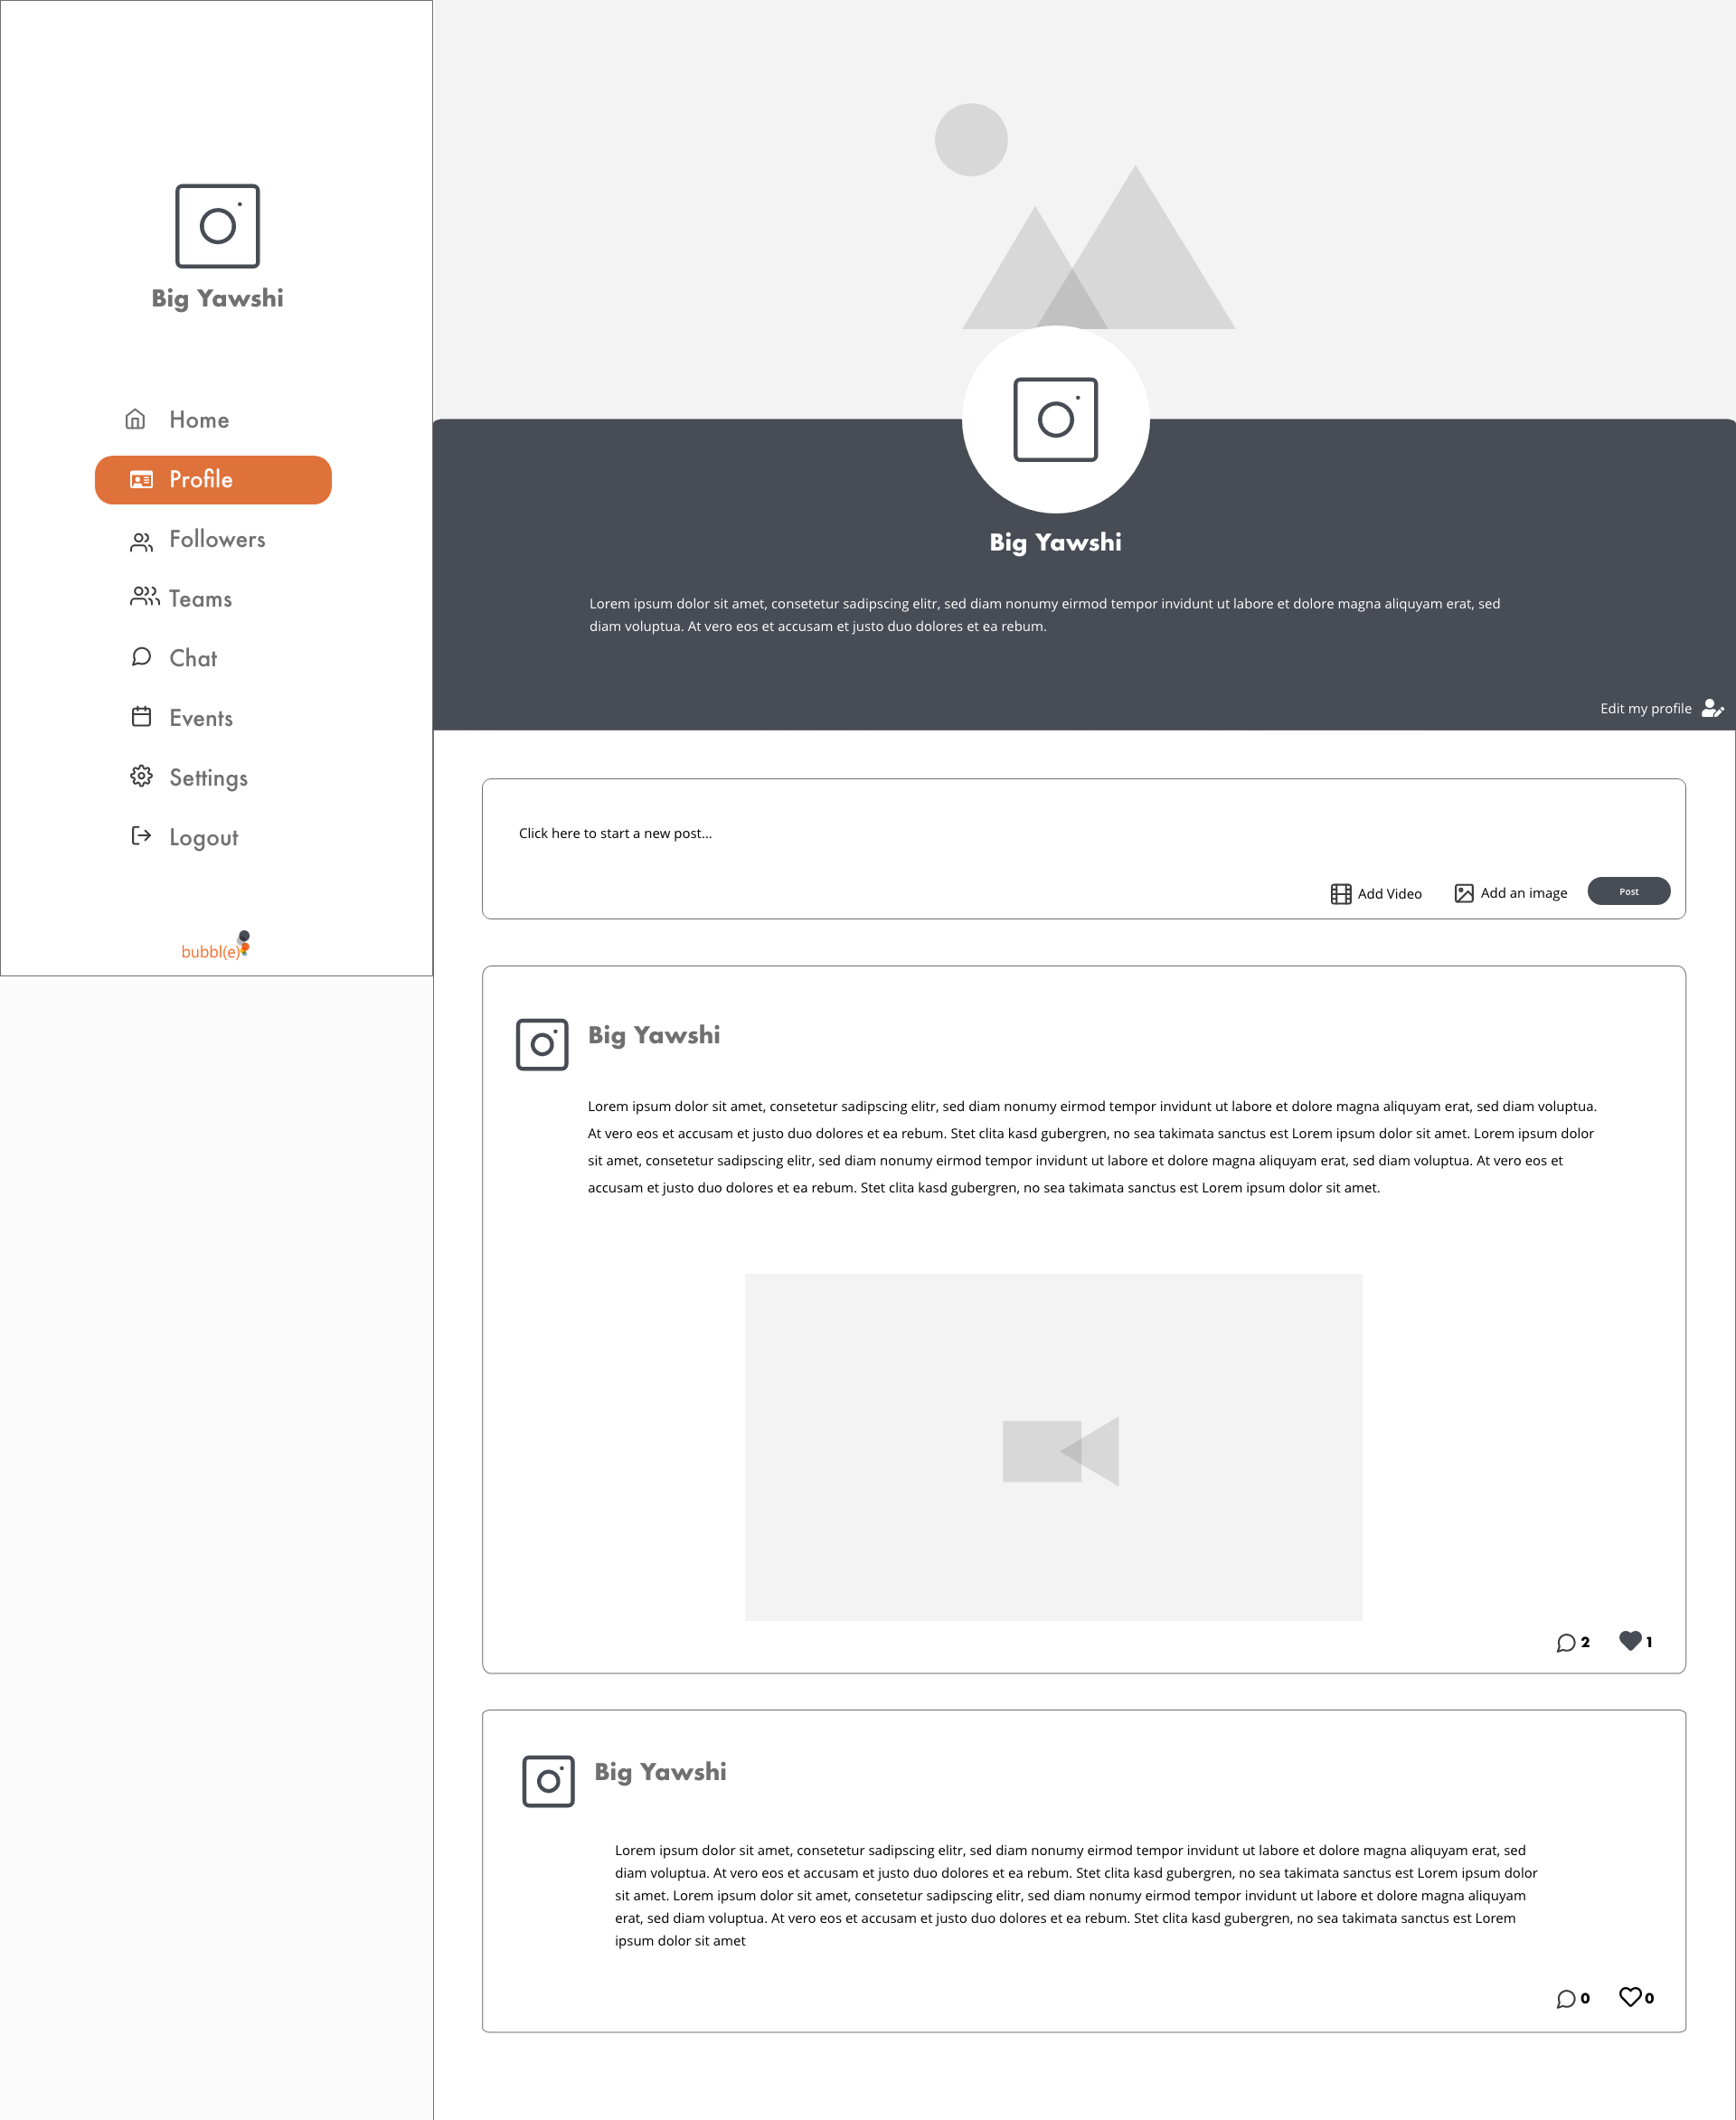 Big Yawshi
Home
Profile
Followers
Teams
Chat
Events
Settings
Logout
bubbl(e)
Big Yawshi
Lorem ipsum dolor sit amet, consetetur sadipscing elitr, sed diam nonumy eirmod tempor invidunt ut labore et dolore magna aliquyam erat, sed
diam voluptua. At vero eos et accusam et justo duo dolores et ea rebum.
Edit my profile
Click here to start a new post...
Add Video
Add an image
Post
Big Yawshi
Lorem ipsum dolor sit amet, consetetur sadipscing elitr, sed diam nonumy eirmod tempor invidunt ut labore et dolore magna aliquyam erat, sed diam voluptua.
At vero eos et accusam et justo duo dolores et ea rebum. Stet clita kasd gubergren, no sea takimata sanctus est Lorem ipsum dolor sit amet. Lorem ipsum dolor
sit amet, consetetur sadipscing elitr, sed diam nonumy eirmod tempor invidunt ut labore et dolore magna aliquyam erat, sed diam voluptua. At vero eos et
accusam et justo duo dolores et ea rebum. Stet clita kasd gubergren, no sea takimata sanctus est Lorem ipsum dolor sit amet.
2
1
Big Yawshi
Lorem ipsum dolor sit amet, consetetur sadipscing elitr, sed diam nonumy eirmod tempor invidunt ut labore et dolore magna aliquyam erat, sed
diam voluptua. At vero eos et accusam et justo duo dolores et ea rebum. Stet clita kasd gubergren, no sea takimata sanctus est Lorem ipsum dolor
sit amet. Lorem ipsum dolor sit amet, consetetur sadipscing elitr, sed diam nonumy eirmod tempor invidunt ut labore et dolore magna aliquyam
erat, sed diam voluptua. At vero eos et accusam et justo duo dolores et ea rebum. Stet clita kasd gubergren, no sea takimata sanctus est Lorem
ipsum dolor sit amet
0
0